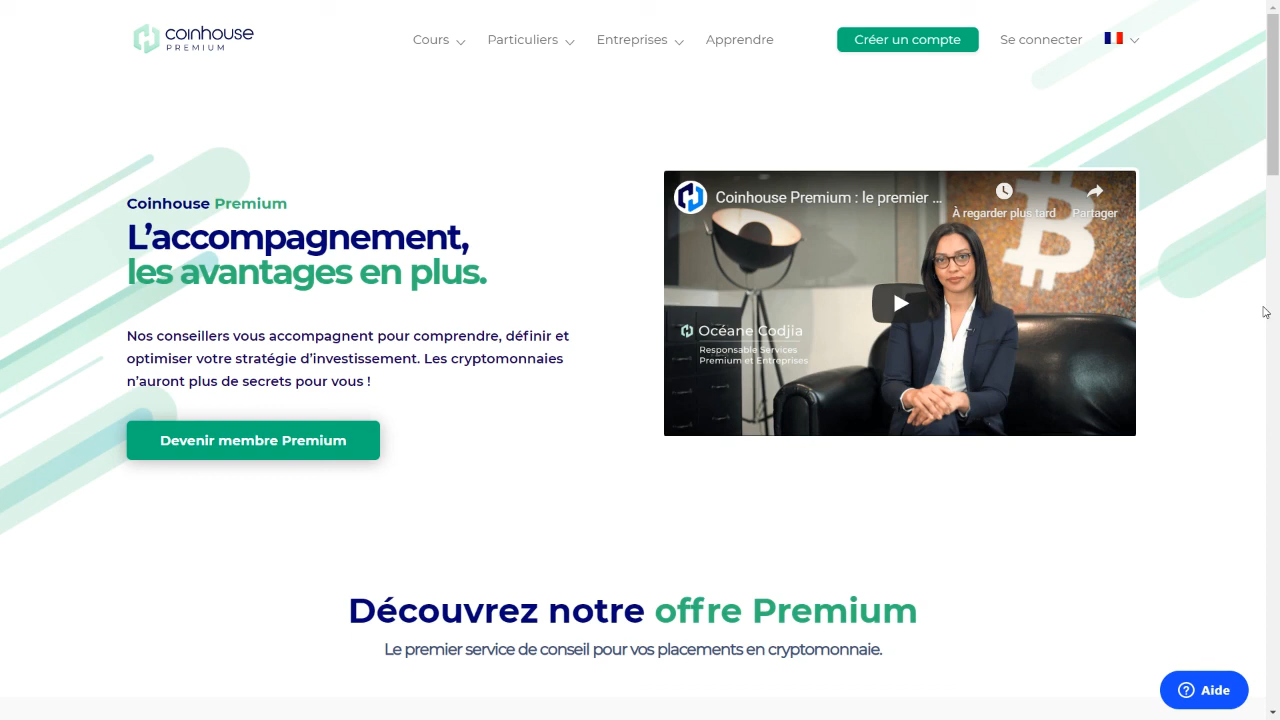 coinhouse
PREMIUM
Cours
Particuliers
Entreprises
Apprendre
Créer un compte
Se connecter
Coinhouse Premium
L’accompagnement,
les avantages en plus.
Nos conseillers vous accompagnent pour comprendre, définir et
optimiser votre stratégie d’investissement. Les cryptomonnaies
n’auront plus de secrets pour vous !
Devenir membre Premium
Coinhouse Premium : le premier ...
À regarder plus tard
Partager
Océane Codjia
Responsable Services
Premium et Entreprises
Découvrez notre offre Premium
Le premier service de conseil pour vos placements en cryptomonnaie.
Aide